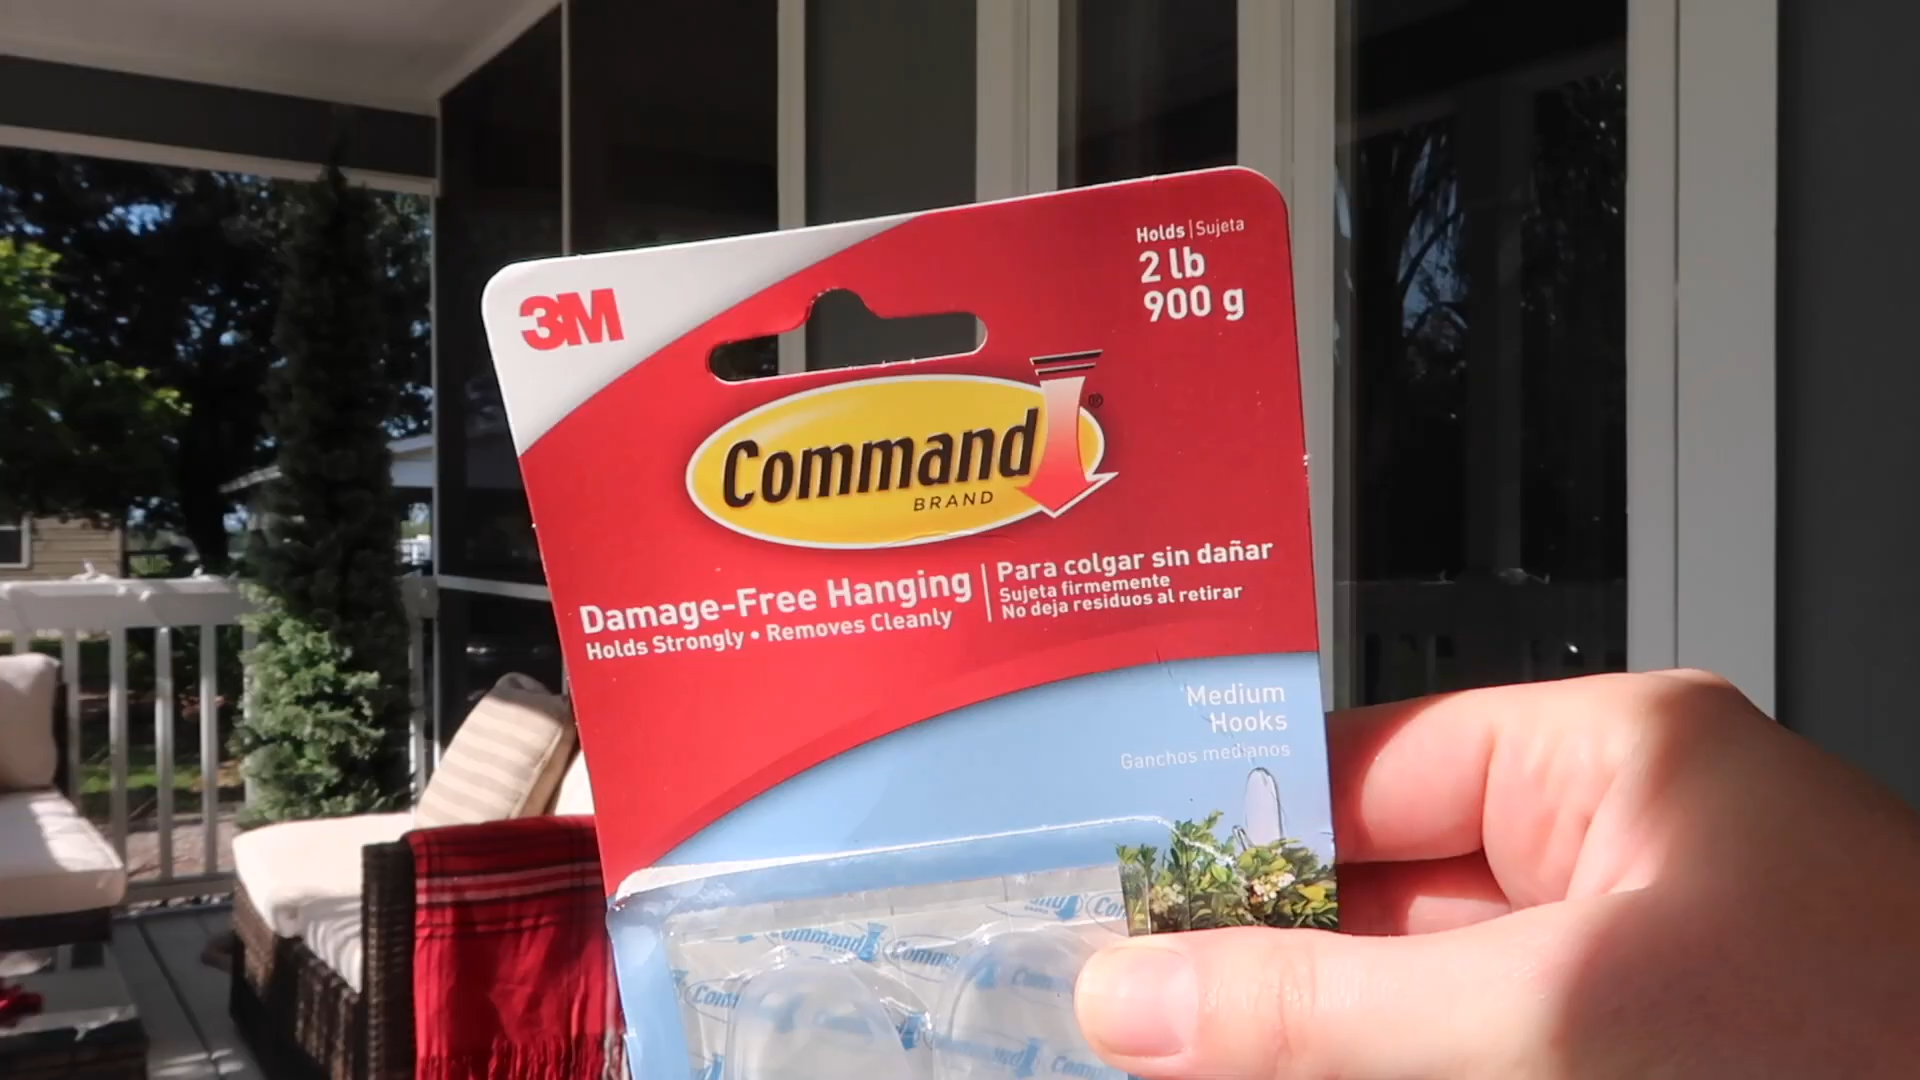 3M
Holds | Sujeta
2 lb
900 g
Command®
BRAND
Damage-Free Hanging
Holds Strongly • Removes Cleanly
Para colgar sin dañar
Sujeta firmemente
No deja residuos al retirar
Medium
Hooks
Ganchos medianos
Command